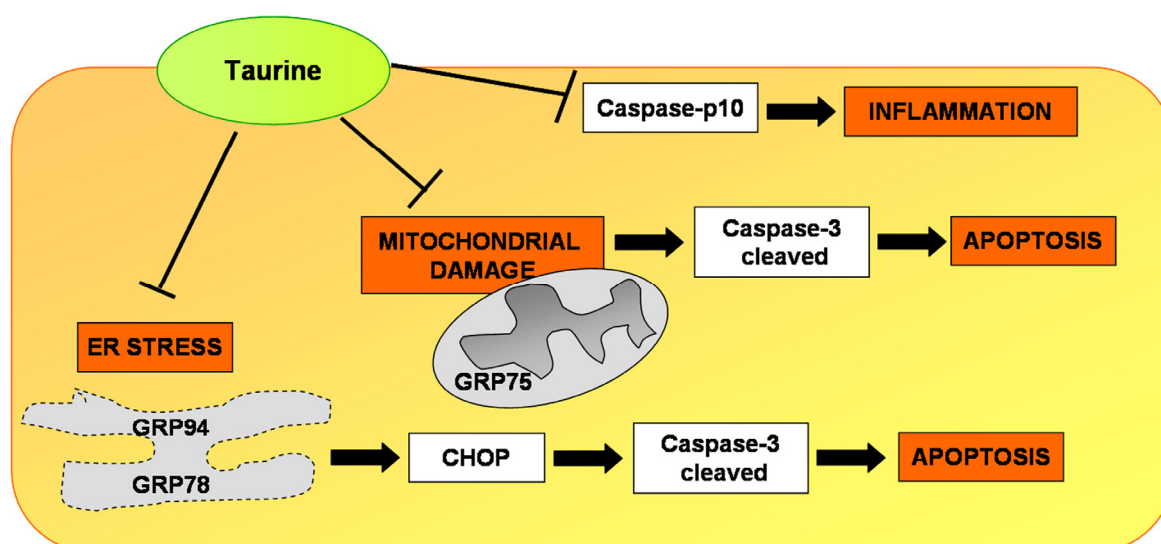 Taurine
Caspase-p10
INFLAMMATION
MITOCHONDRIAL
DAMAGE
Caspase-3
cleaved
APOPTOSIS
GRP75
ER STRESS
GRP94
GRP78
CHOP
Caspase-3
cleaved
APOPTOSIS